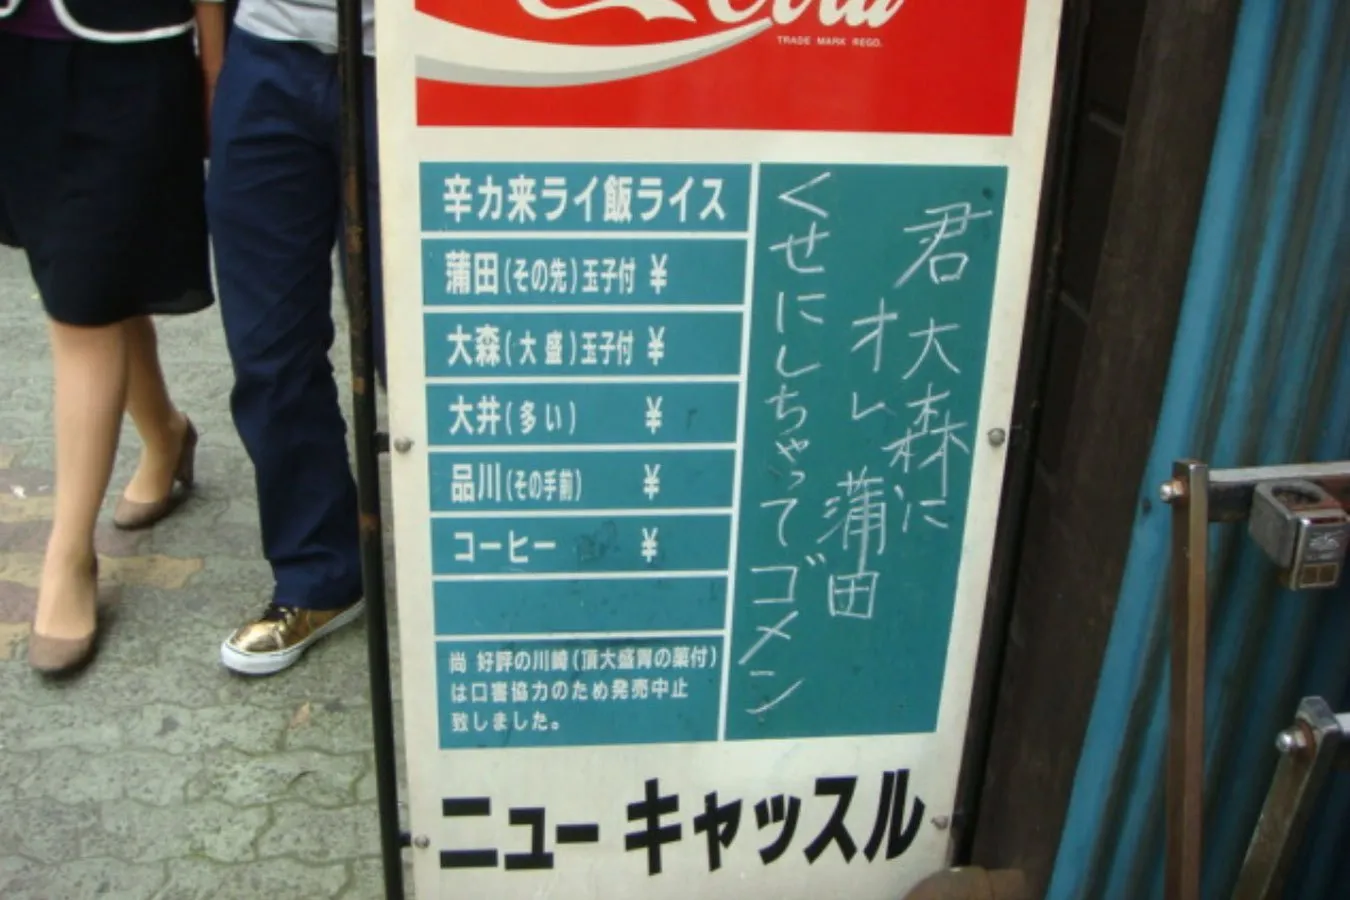 Cola
TRADE MARK REGD.
辛カ来ライ飯ライス
蒲田(その先)玉子付 ¥
大森(大盛)玉子付 ¥
大井(多い) ¥
品川(その手前) ¥
コーヒー ¥
尚 好評の川崎(頂大盛胃の薬付)
は口害協力のため発売中止
致しました。
君 大森に
オレ 蒲田
くせにしちゃってゴメン
ニューキャッスル